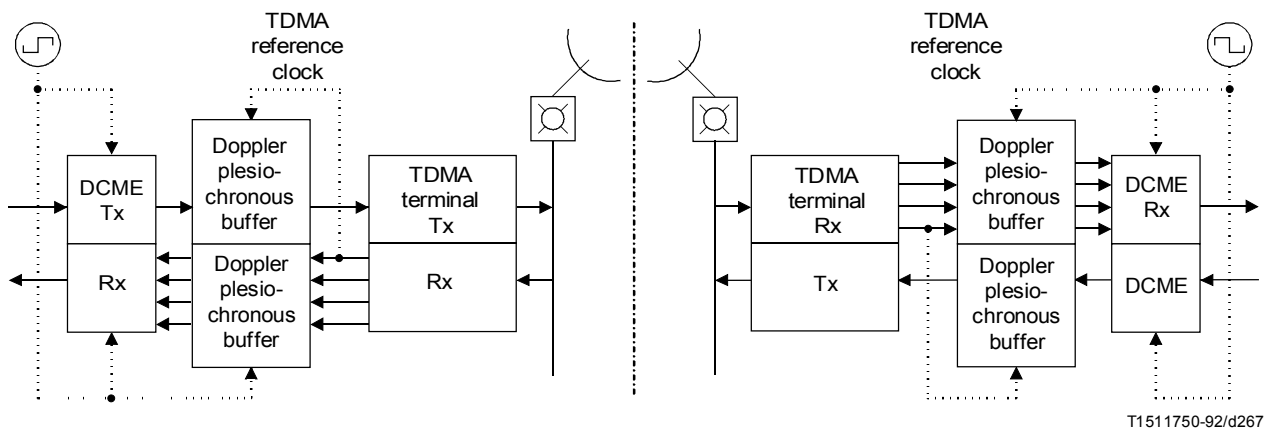 TDMA
reference
clock
DCME
Tx
Rx
Doppler
plesio-
chronous
buffer
Doppler
plesio-
chronous
buffer
TDMA
terminal
Tx
Rx
TDMA
reference
clock
TDMA
terminal
Rx
Tx
Doppler
plesio-
chronous
buffer
Doppler
plesio-
chronous
buffer
DCME
Rx
DCME
T1511750-92/d267